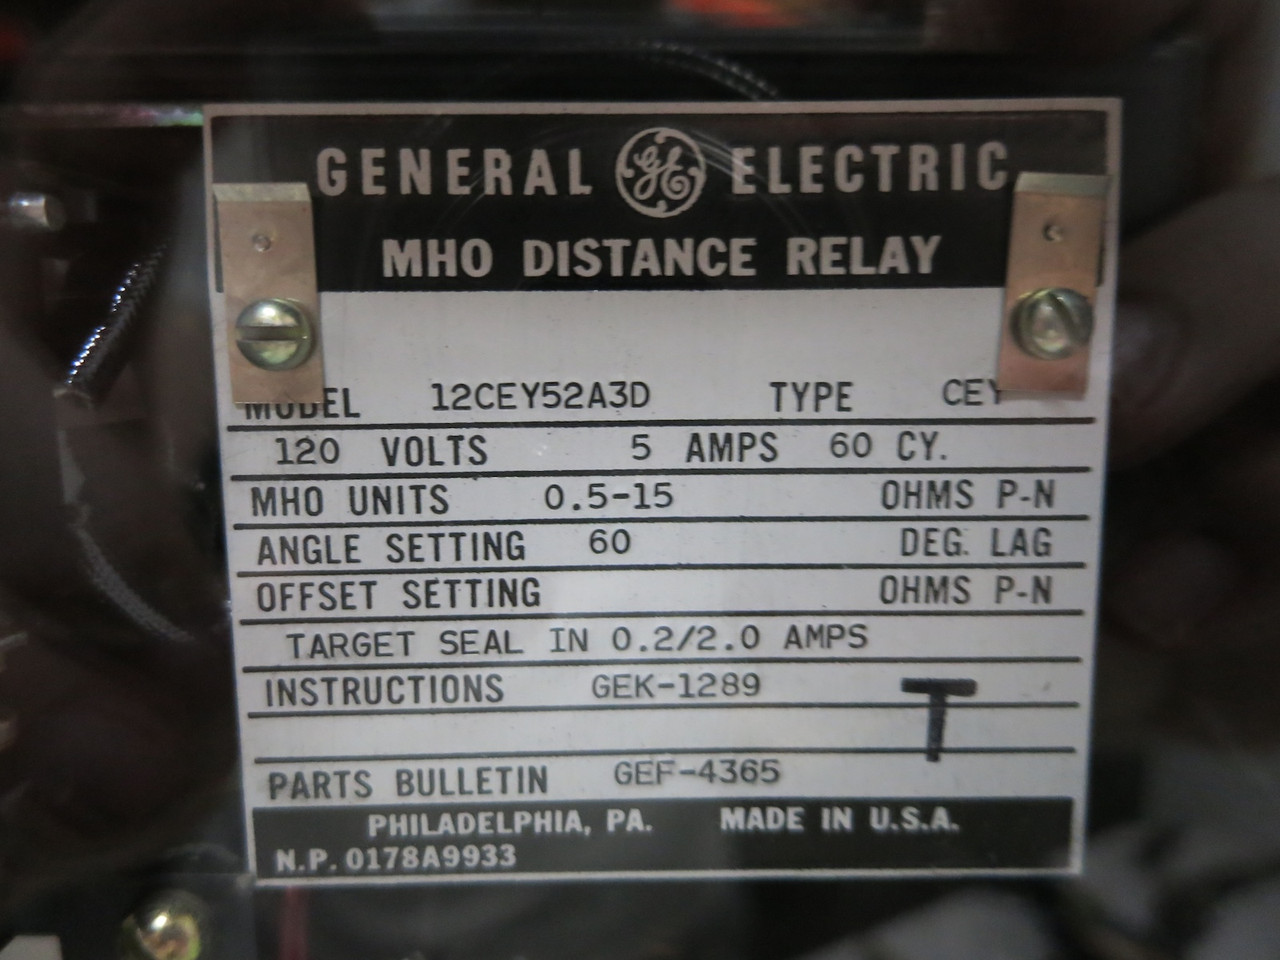 GENERAL GE ELECTRIC
MHO DISTANCE RELAY
MODEL 12CEY52A3D TYPE CEY
120 VOLTS 5 AMPS 60 CY.
MHO UNITS 0.5-15 OHMS P-N
ANGLE SETTING 60 DEG. LAG
OFFSET SETTING OHMS P-N
TARGET SEAL IN 0.2/2.0 AMPS
INSTRUCTIONS GEK-1289
T
PARTS BULLETIN GEF-4365
PHILADELPHIA, PA. MADE IN U.S.A.
N.P. 0178A9933